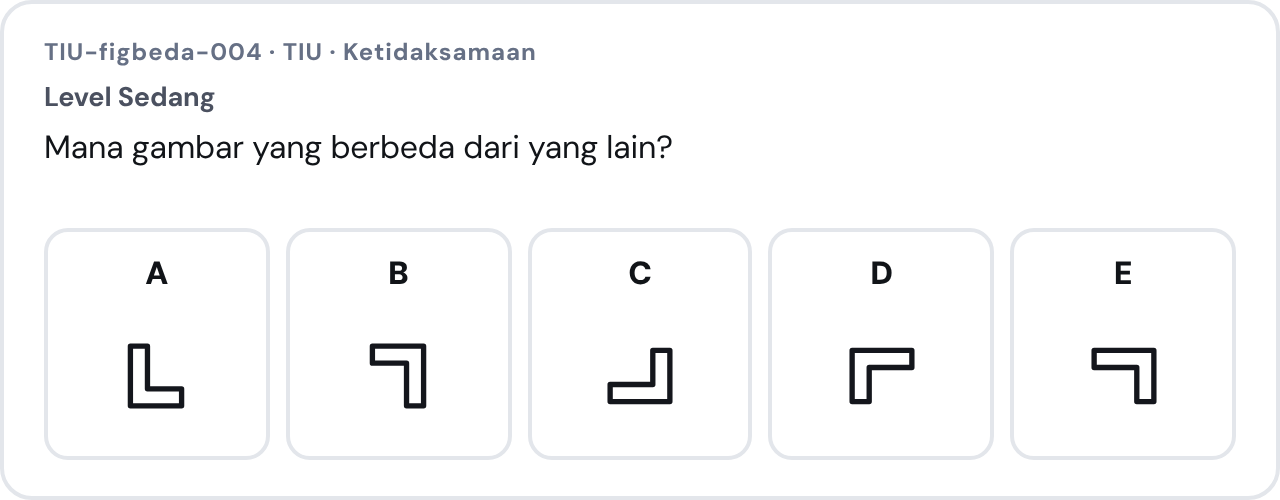 TIU-figbeda-004 · TIU · Ketidaksamaan
Level Sedang
Mana gambar yang berbeda dari yang lain?
A B C D E